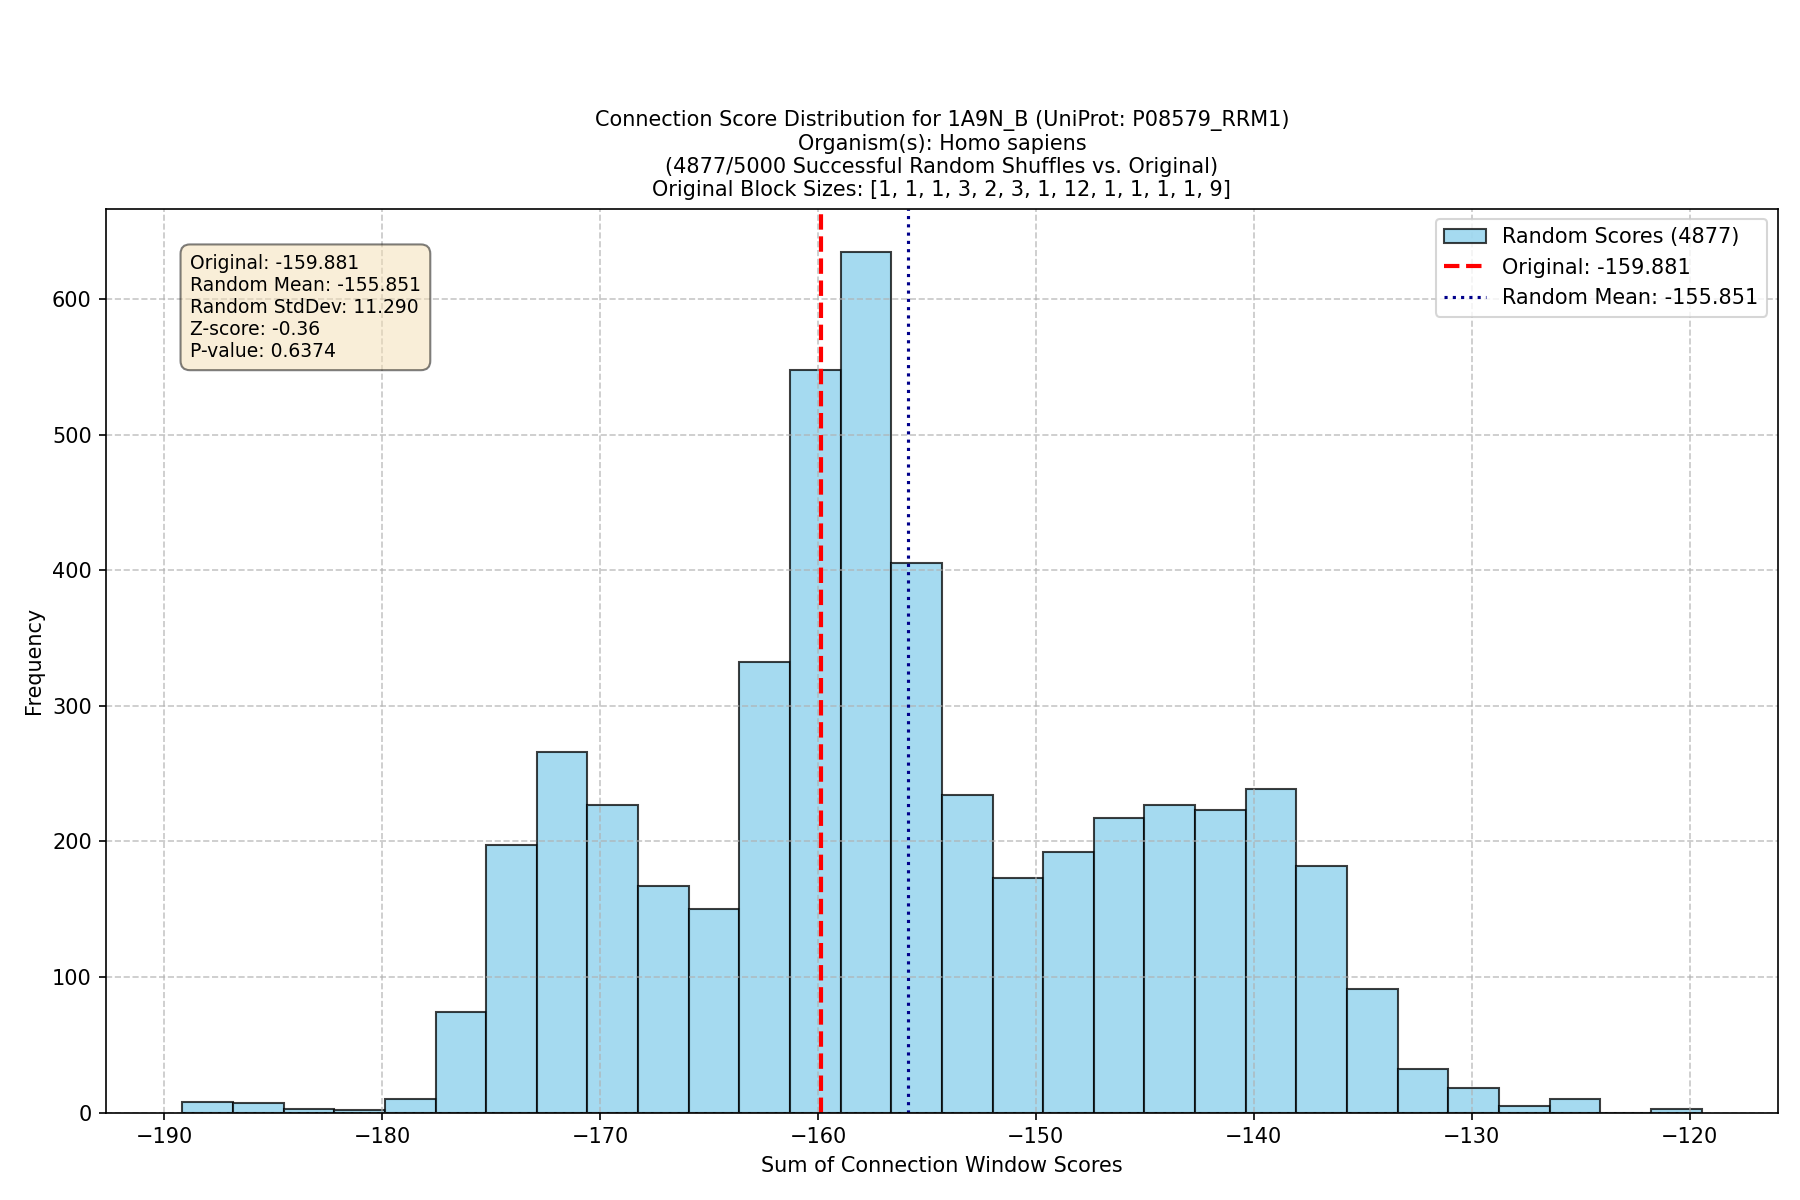 Connection Score Distribution for 1A9N_B (UniProt: P08579_RRM1)
Organism(s): Homo sapiens
(4877/5000 Successful Random Shuffles vs. Original)
Original Block Sizes: [1, 1, 1, 3, 2, 3, 1, 12, 1, 1, 1, 1, 9]
Original: -159.881
Random Mean: -155.851
Random StdDev: 11.290
Z-score: -0.36
P-value: 0.6374
Random Scores (4877)
Original: -159.881
Random Mean: -155.851
Frequency
600
500
400
300
200
100
0
−190 −180 −170 −160 −150 −140 −130 −120
Sum of Connection Window Scores